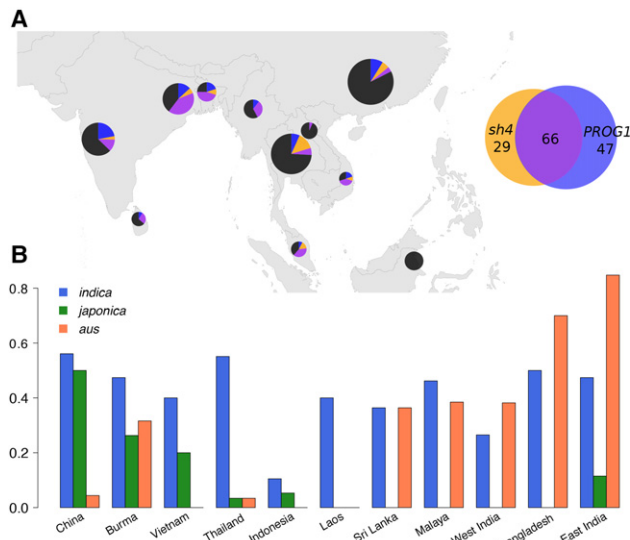 A
sh4
29
66
PROG1
47
B
indica
japonica
aus
0.8
0.6
0.4
0.2
0.0
China
Burma
Vietnam
Thailand
Indonesia
Laos
Sri Lanka
Malaya
West India
East India